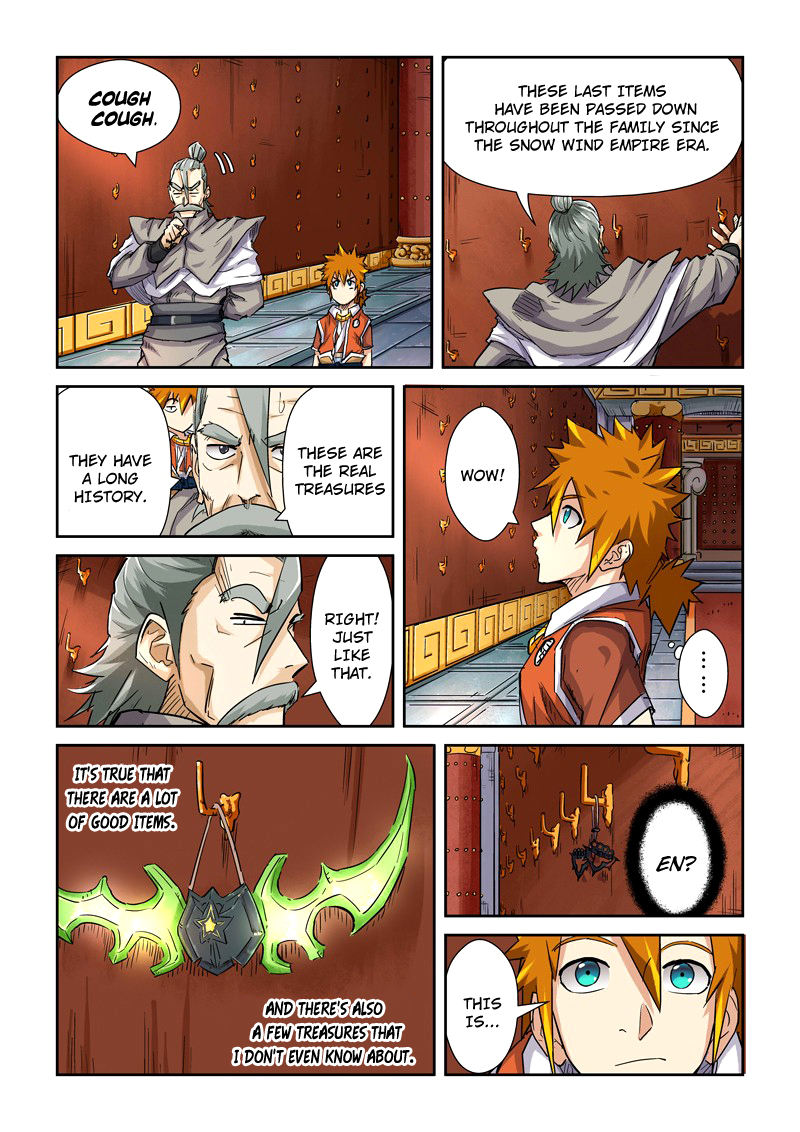 COUGH
COUGH.
THESE LAST ITEMS
HAVE BEEN PASSED DOWN
THROUGHOUT THE FAMILY SINCE
THE SNOW WIND EMPIRE ERA.
THESE ARE
THE REAL
TREASURES
THEY HAVE
A LONG
HISTORY.
WOW!
......
RIGHT!
JUST
LIKE
THAT.
IT'S TRUE THAT
THERE ARE A LOT
OF GOOD ITEMS.
AND THERE'S ALSO
A FEW TREASURES THAT
I DON'T EVEN KNOW ABOUT.
EN?
THIS
IS...